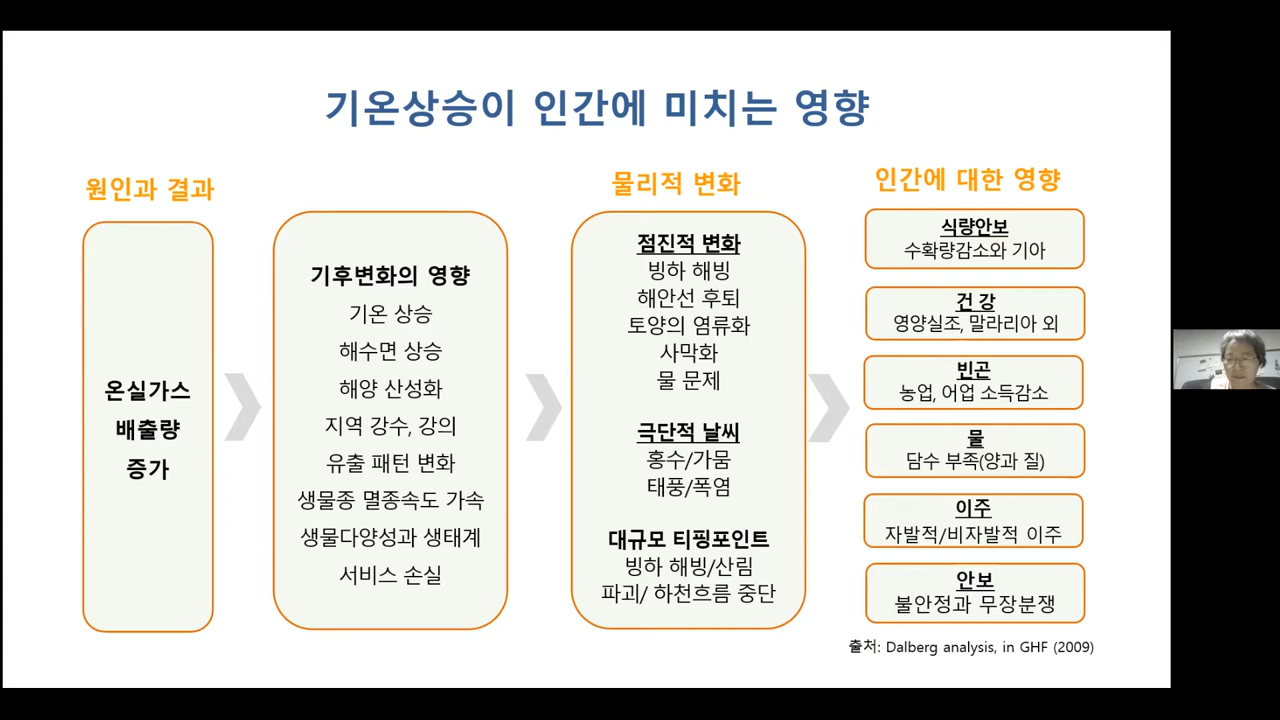 기온상승이 인간에 미치는 영향
원인과 결과
온실가스
배출량
증가
기후변화의 영향
기온 상승
해수면 상승
해양 산성화
지역 강수, 강의
유출 패턴 변화
생물종 멸종속도 가속
생물다양성과 생태계
서비스 손실
물리적 변화
점진적 변화
빙하 해빙
해안선 후퇴
토양의 염류화
사막화
물 문제
극단적 날씨
홍수/가뭄
태풍/폭염
대규모 티핑포인트
빙하 해빙/산림
파괴/ 하천흐름 중단
인간에 대한 영향
식량안보
수확량감소와 기아
건 강
영양실조, 말라리아 외
빈곤
농업, 어업 소득감소
물
담수 부족(양과 질)
이주
자발적/비자발적 이주
안보
불안정과 무장분쟁
출처: Dalberg analysis, in GHF (2009)